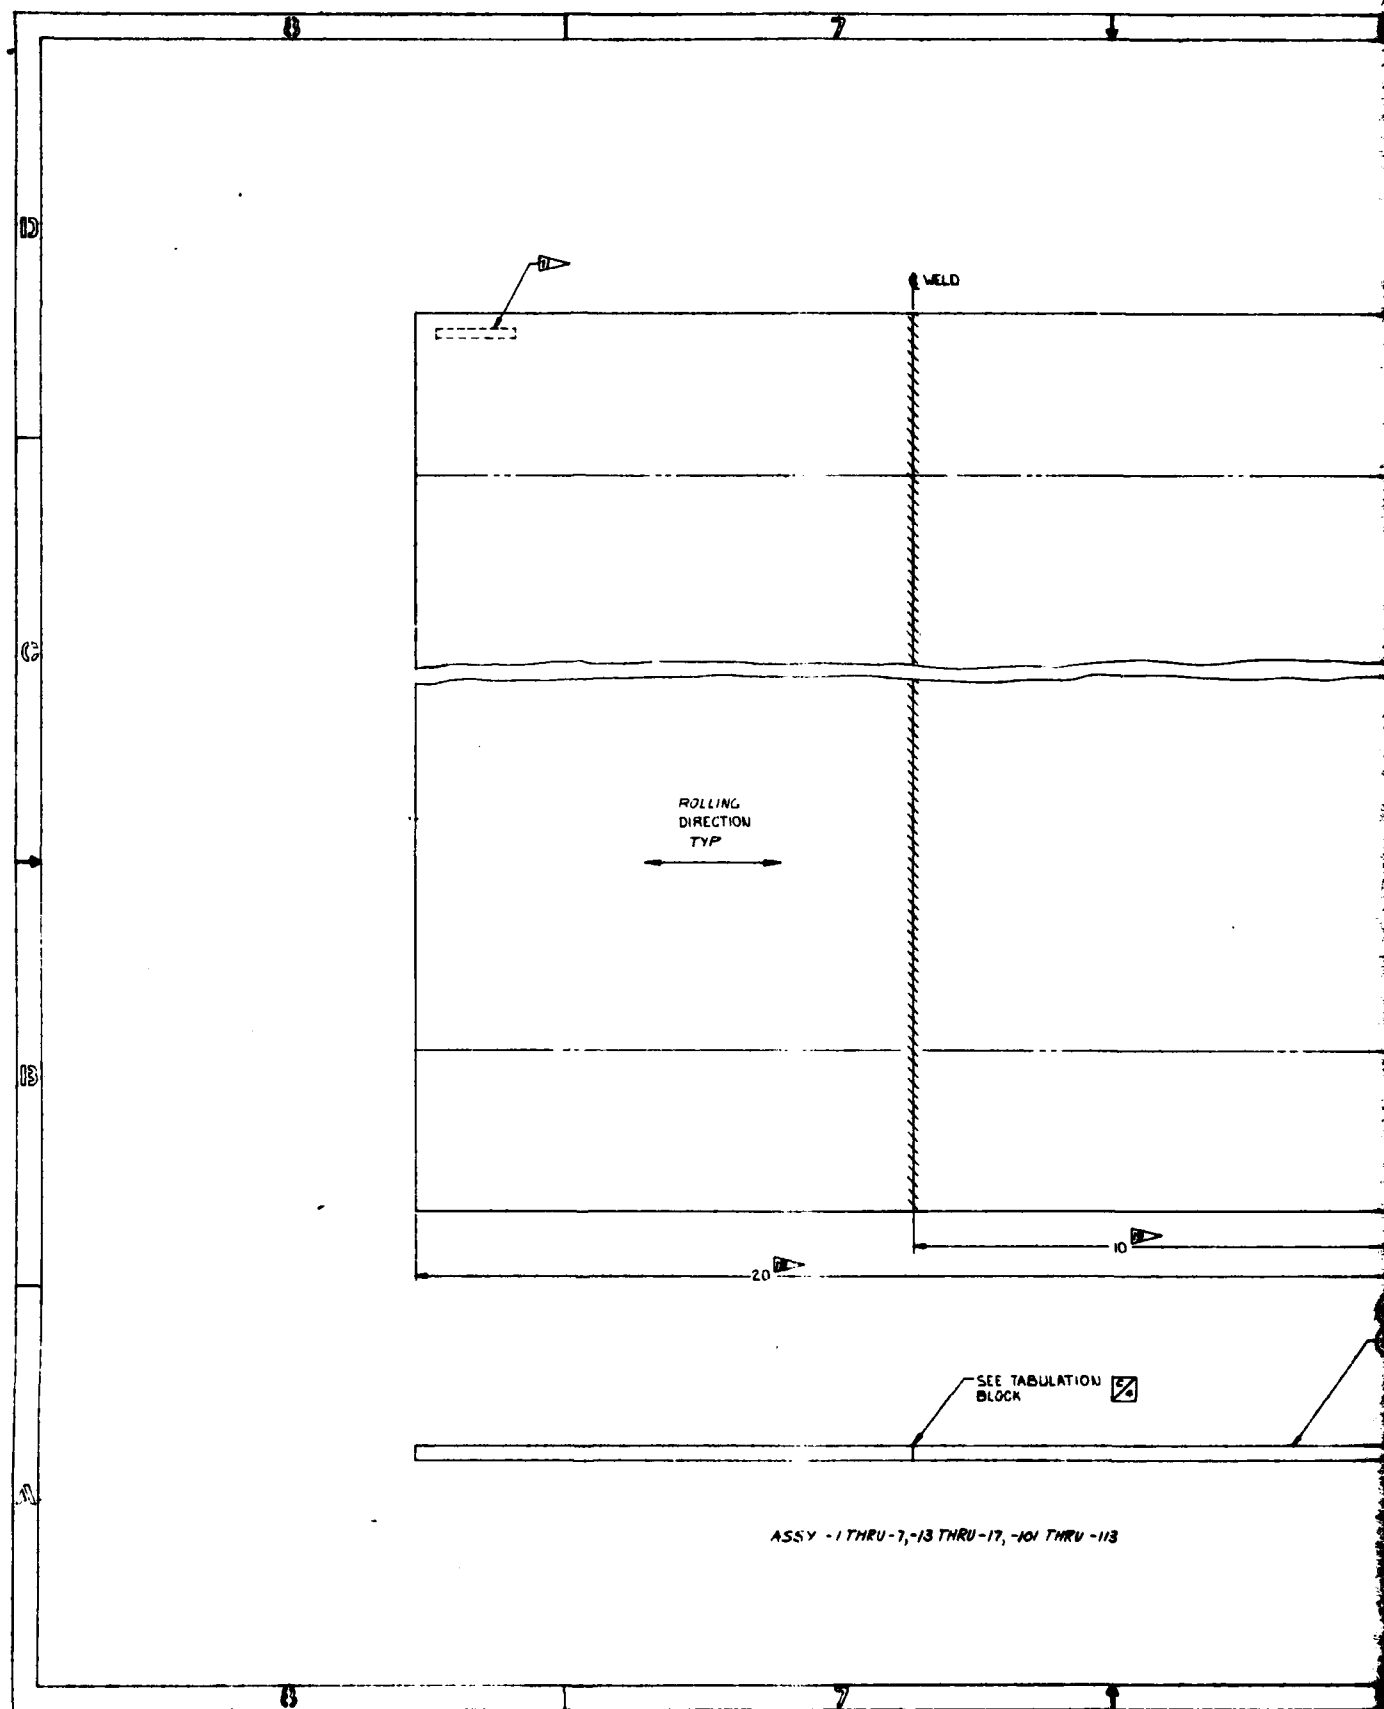 8 7
D
WELD
C
ROLLING
DIRECTION
TYP
B
10
20
SEE TABULATION
BLOCK
A
ASSY -1 THRU -7, -13 THRU -17, -101 THRU -113
8 7